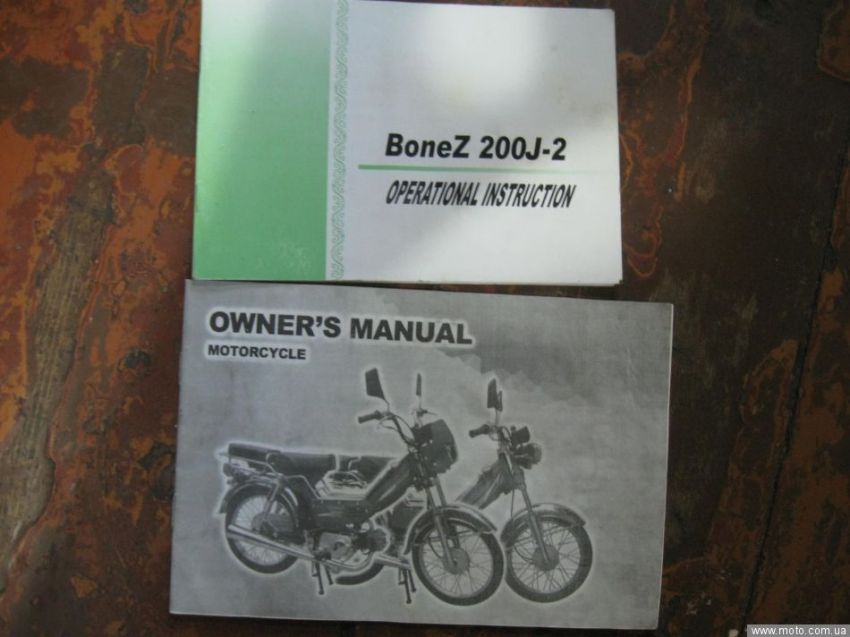 BoneZ 200J-2
OPERATIONAL INSTRUCTION
OWNER'S MANUAL
MOTORCYCLE
www.moto.com.ua